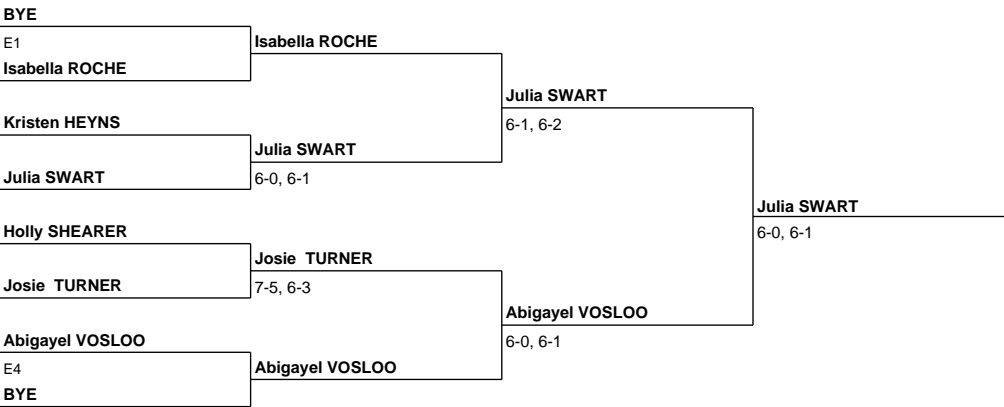 BYE
E1
Isabella ROCHE
Isabella ROCHE
Kristen HEYNS
Julia SWART
Julia SWART
6-0, 6-1
Julia SWART
6-1, 6-2
Holly SHEARER
Josie TURNER
Josie TURNER
7-5, 6-3
Abigayel VOSLOO
E4
BYE
Abigayel VOSLOO
Abigayel VOSLOO
6-0, 6-1
Julia SWART
6-0, 6-1